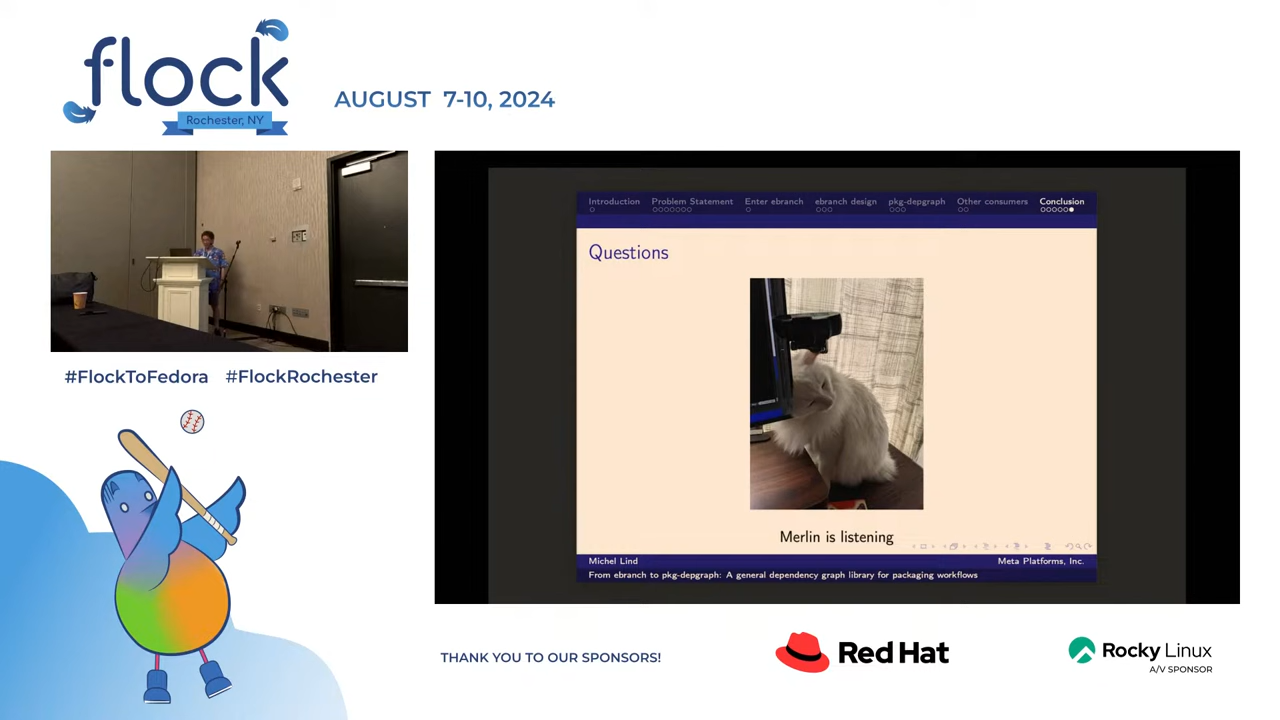 flock
Rochester, NY
AUGUST 7-10, 2024
Introduction
Problem Statement
Enter ebranch
ebranch design
pkg-depgraph
Other consumers
Conclusion
Questions
Merlin is listening
Michel Lind
Meta Platforms, Inc.
From ebranch to pkg-depgraph: A general dependency graph library for packaging workflows
#FlockToFedora #FlockRochester
THANK YOU TO OUR SPONSORS!
Red Hat
Rocky Linux
A/V SPONSOR